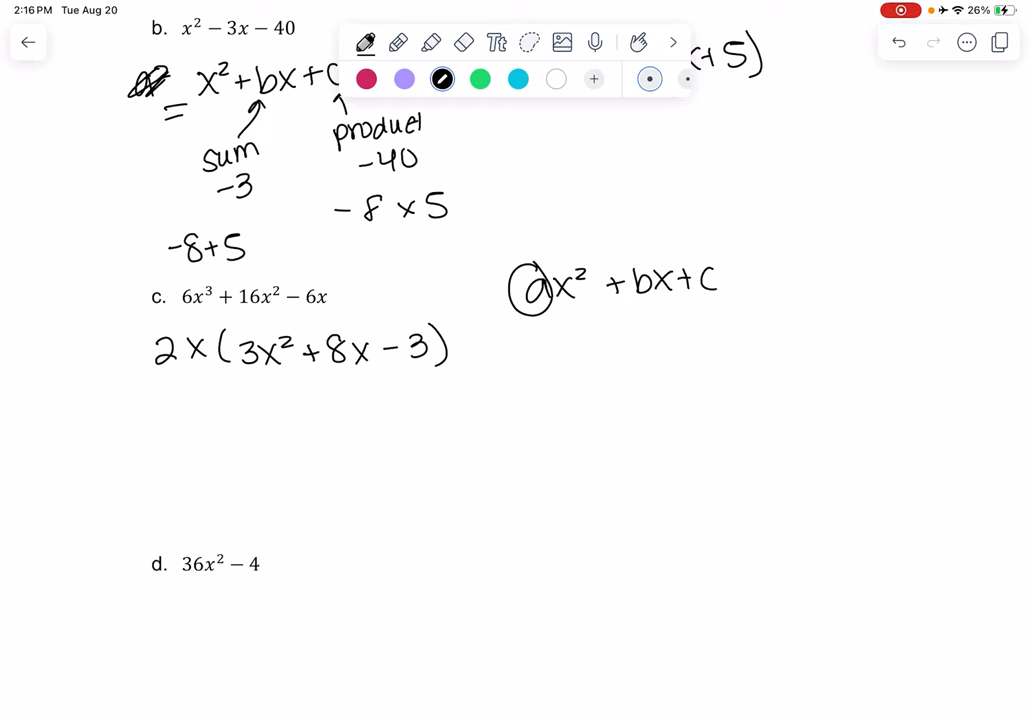 2:16 PM Tue Aug 20
26%
b. x² − 3x − 40
Tt
= x² + bx + c
x + 5)
sum
-3
product
-40
- 8 × 5
-8+5
c. 6x³ + 16x² − 6x
ax² + bx + c
2x(3x² + 8x − 3)
d. 36x² − 4